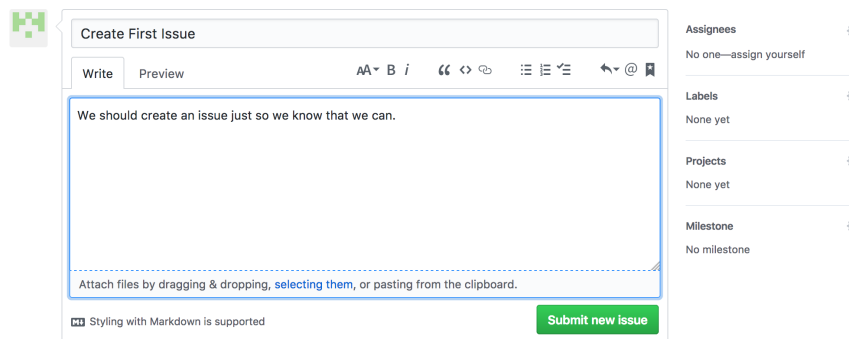 Create First Issue
Write Preview
AA B i
We should create an issue just so we know that we can.
Attach files by dragging & dropping, selecting them, or pasting from the clipboard.
Styling with Markdown is supported
Submit new issue
Assignees
No one—assign yourself
Labels
None yet
Projects
None yet
Milestone
No milestone